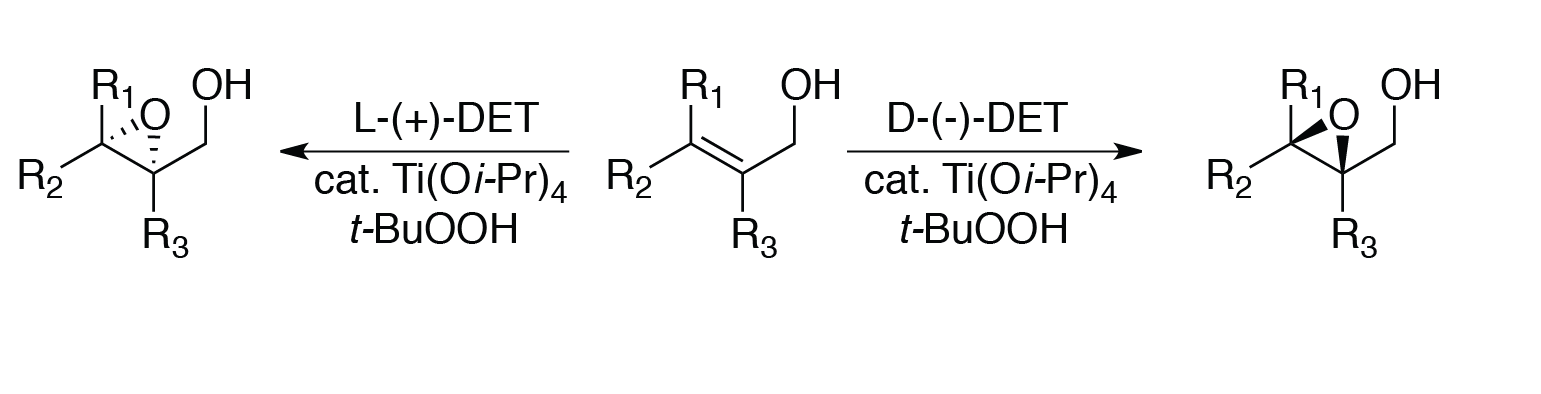 R1 O OH
R2
R3
L-(+)-DET
cat. Ti(Oi-Pr)4
t-BuOOH
R1 OH
R2
R3
D-(-)-DET
cat. Ti(Oi-Pr)4
t-BuOOH
R1 O OH
R2
R3